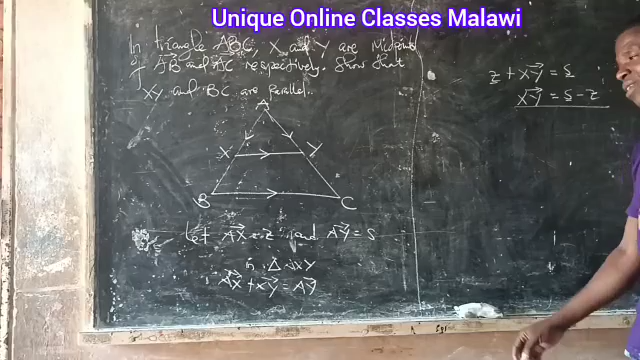 Unique Online Classes Malawi
In triangle ABC, X and Y are Midpoints
of AB and AC respectively. Show that
XY and BC are parallel.
A
X Y
B C
Let AX = z and AY = s
in Δ AXY
AX + XY = AY
z + XY = s
XY = s - z